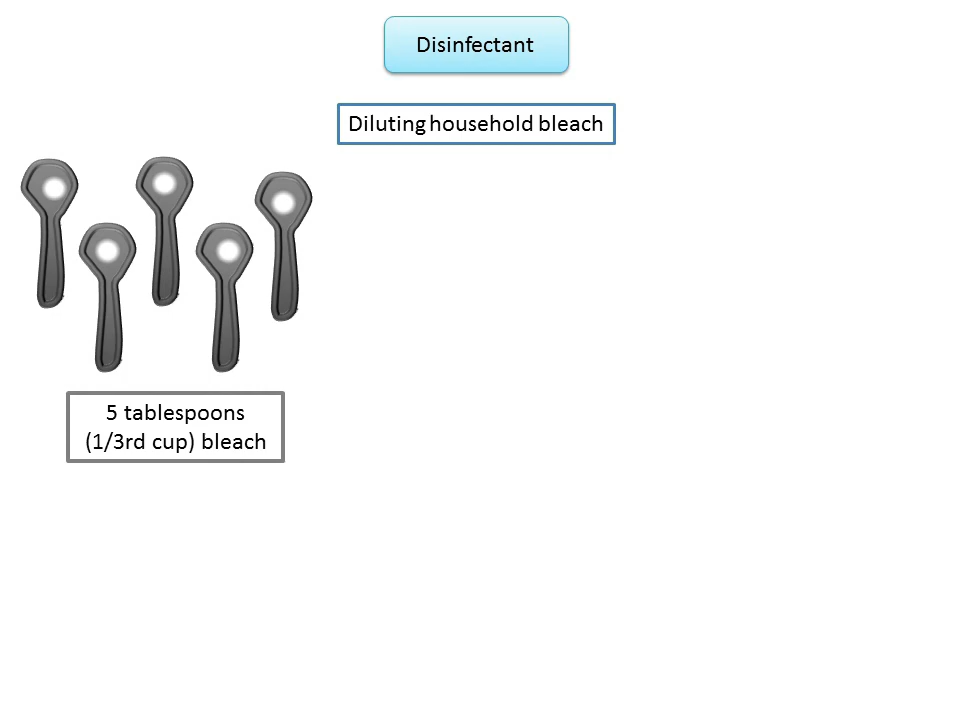 Disinfectant
Diluting household bleach
5 tablespoons
(1/3rd cup) bleach